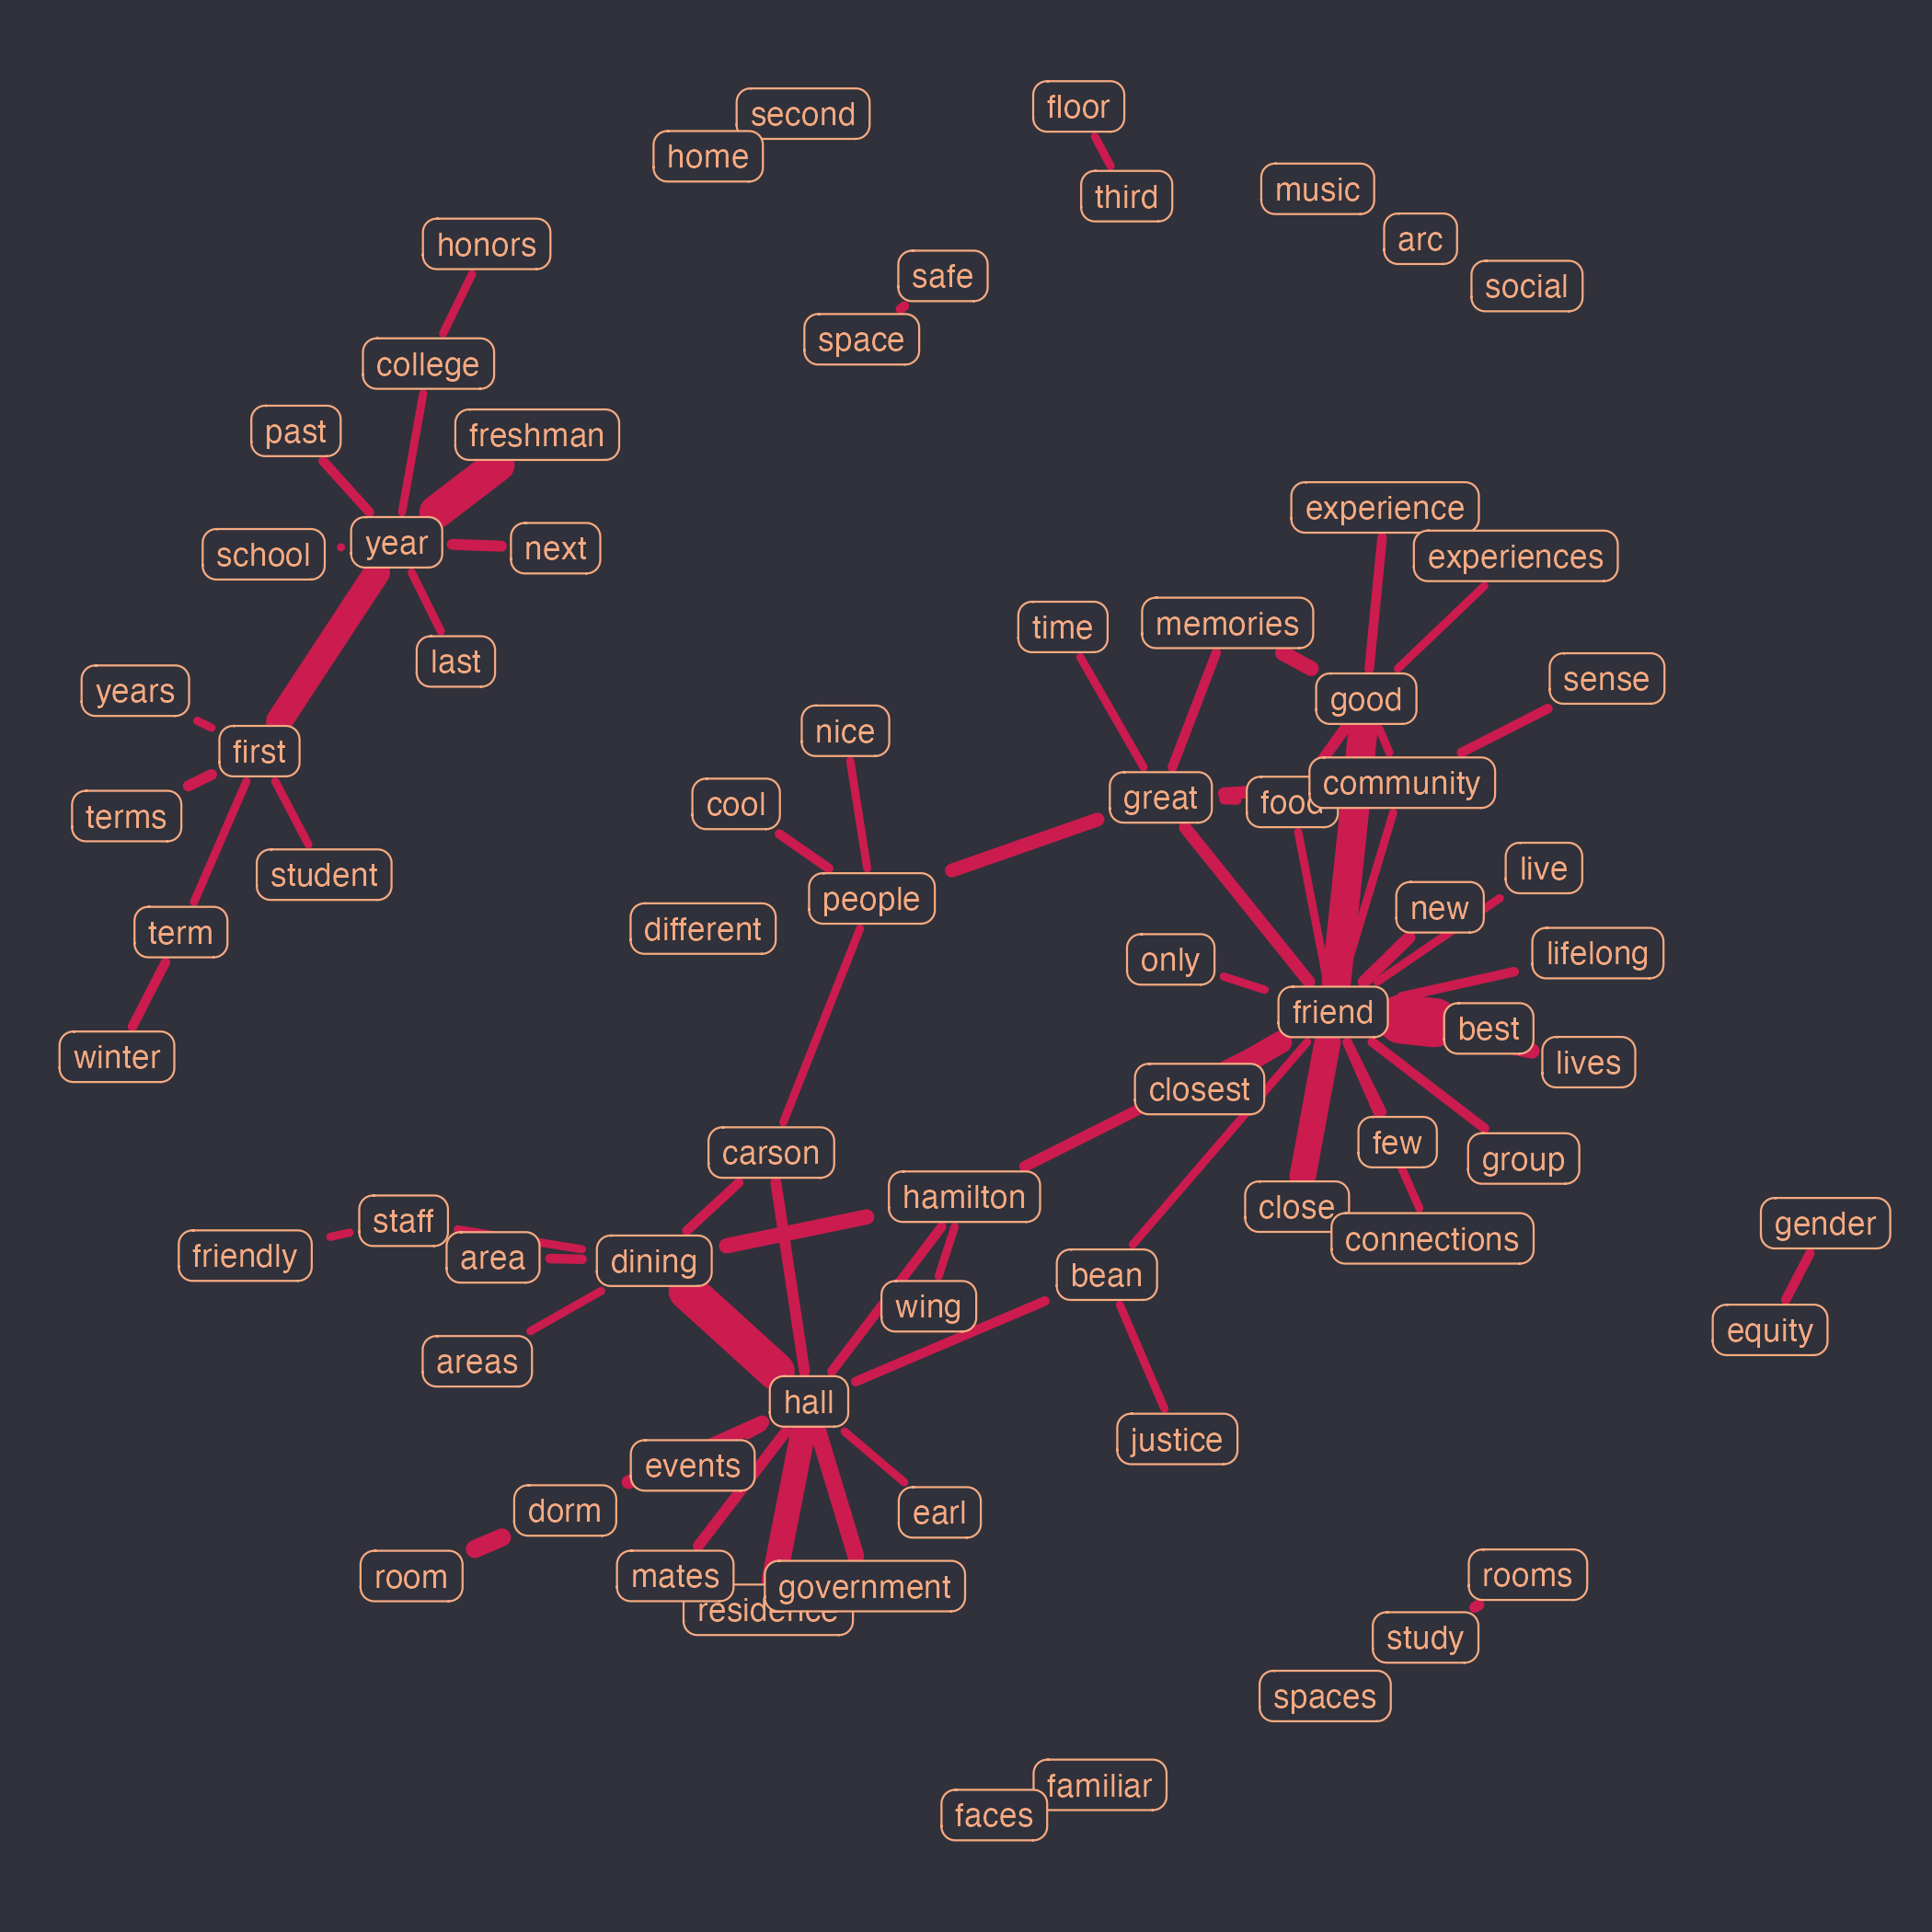 second
home
floor
third
music
arc
social
honors
safe
space
college
past
freshman
school
year
next
last
experience
experiences
time
memories
sense
good
years
first
nice
terms
cool
great
food
community
student
people
live
new
term
different
only
lifelong
friend
best
winter
closest
lives
carson
few
group
hamilton
staff
close
connections
gender
friendly
area
dining
bean
wing
equity
areas
hall
justice
events
dorm
earl
room
mates
government
residence
rooms
study
spaces
familiar
faces